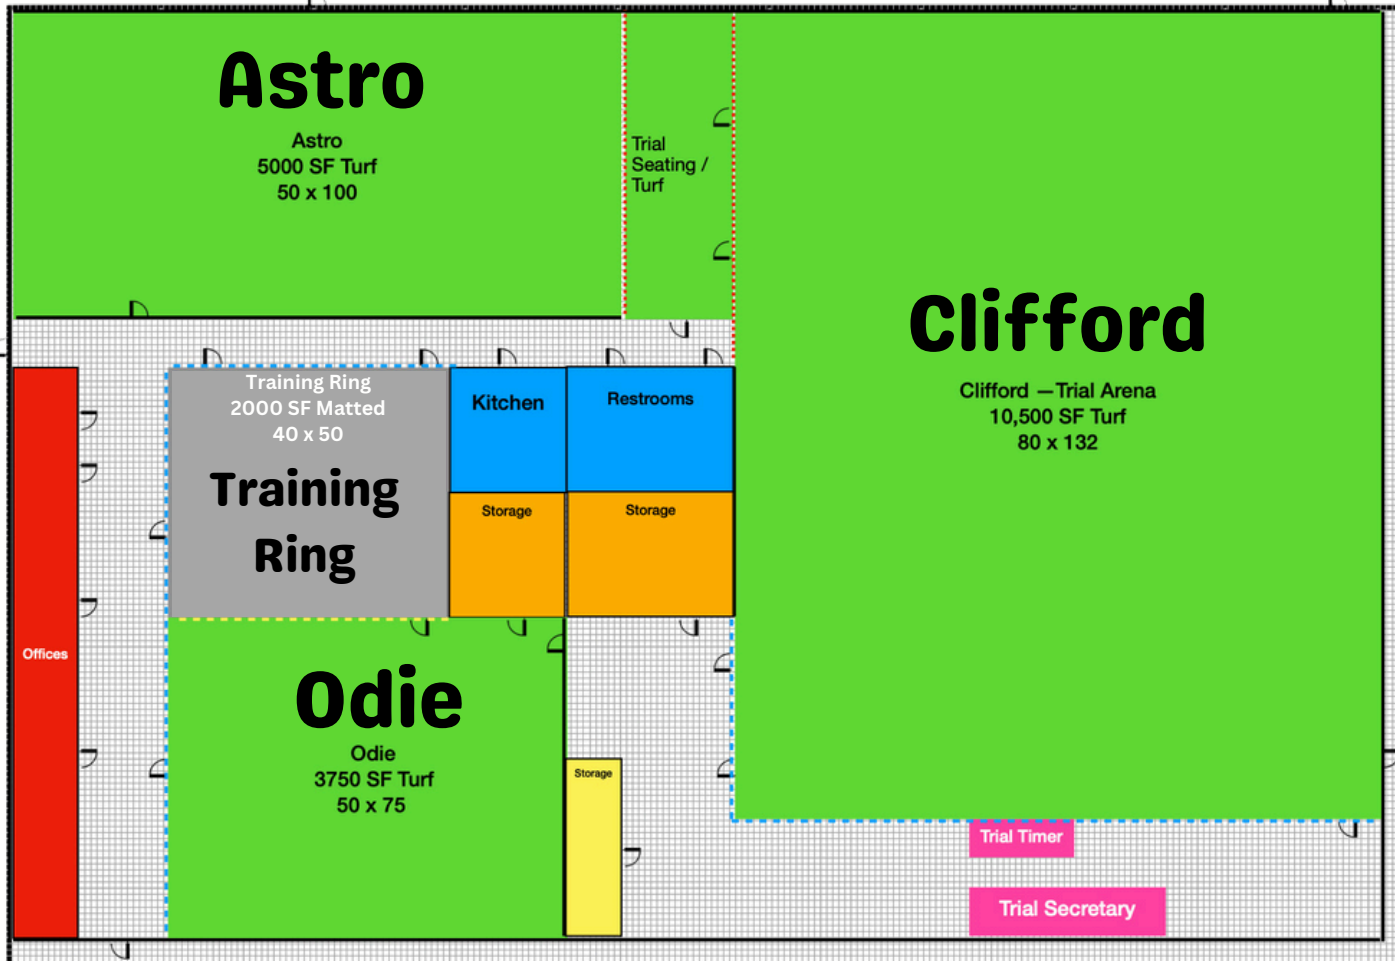 Astro
Astro
5000 SF Turf
50 x 100
Trial
Seating /
Turf
Clifford
Clifford —Trial Arena
10,500 SF Turf
80 x 132
Training Ring
2000 SF Matted
40 x 50
Training
Ring
Kitchen
Restrooms
Storage
Storage
Offices
Odie
Odie
3750 SF Turf
50 x 75
Storage
Trial Timer
Trial Secretary